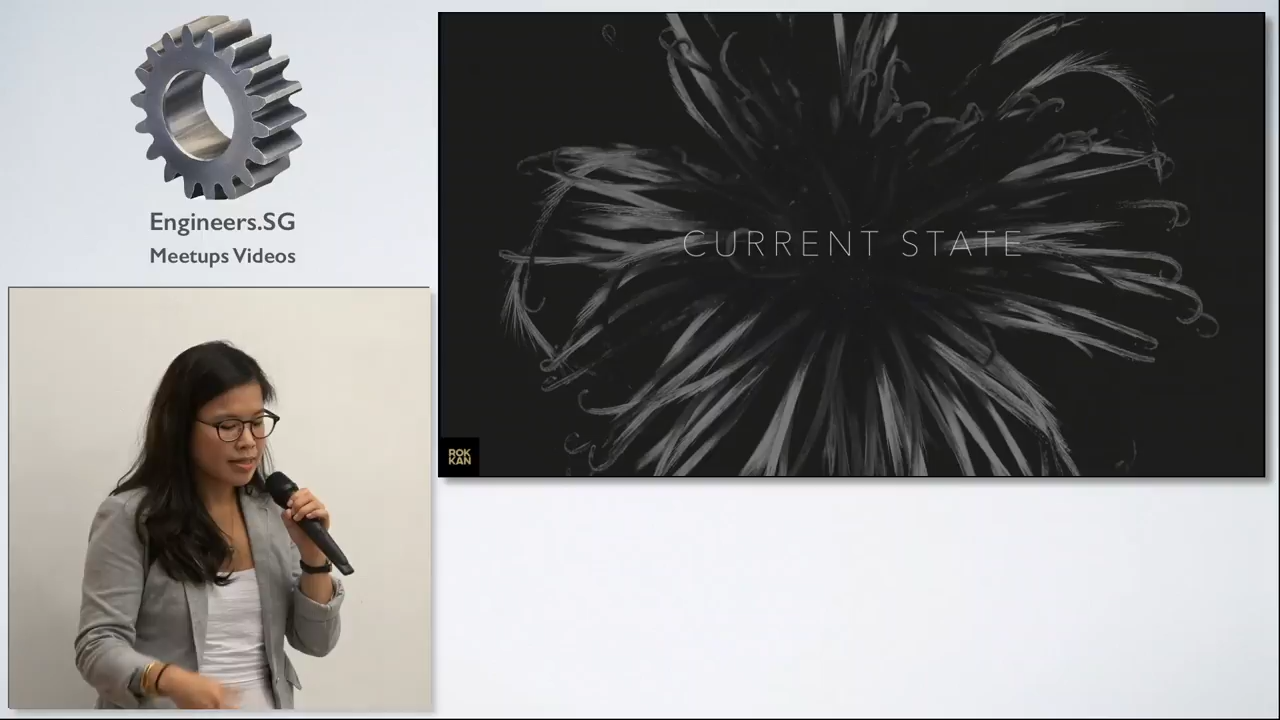 Engineers.SG
Meetups Videos
CURRENT STATE
ROK
KAN